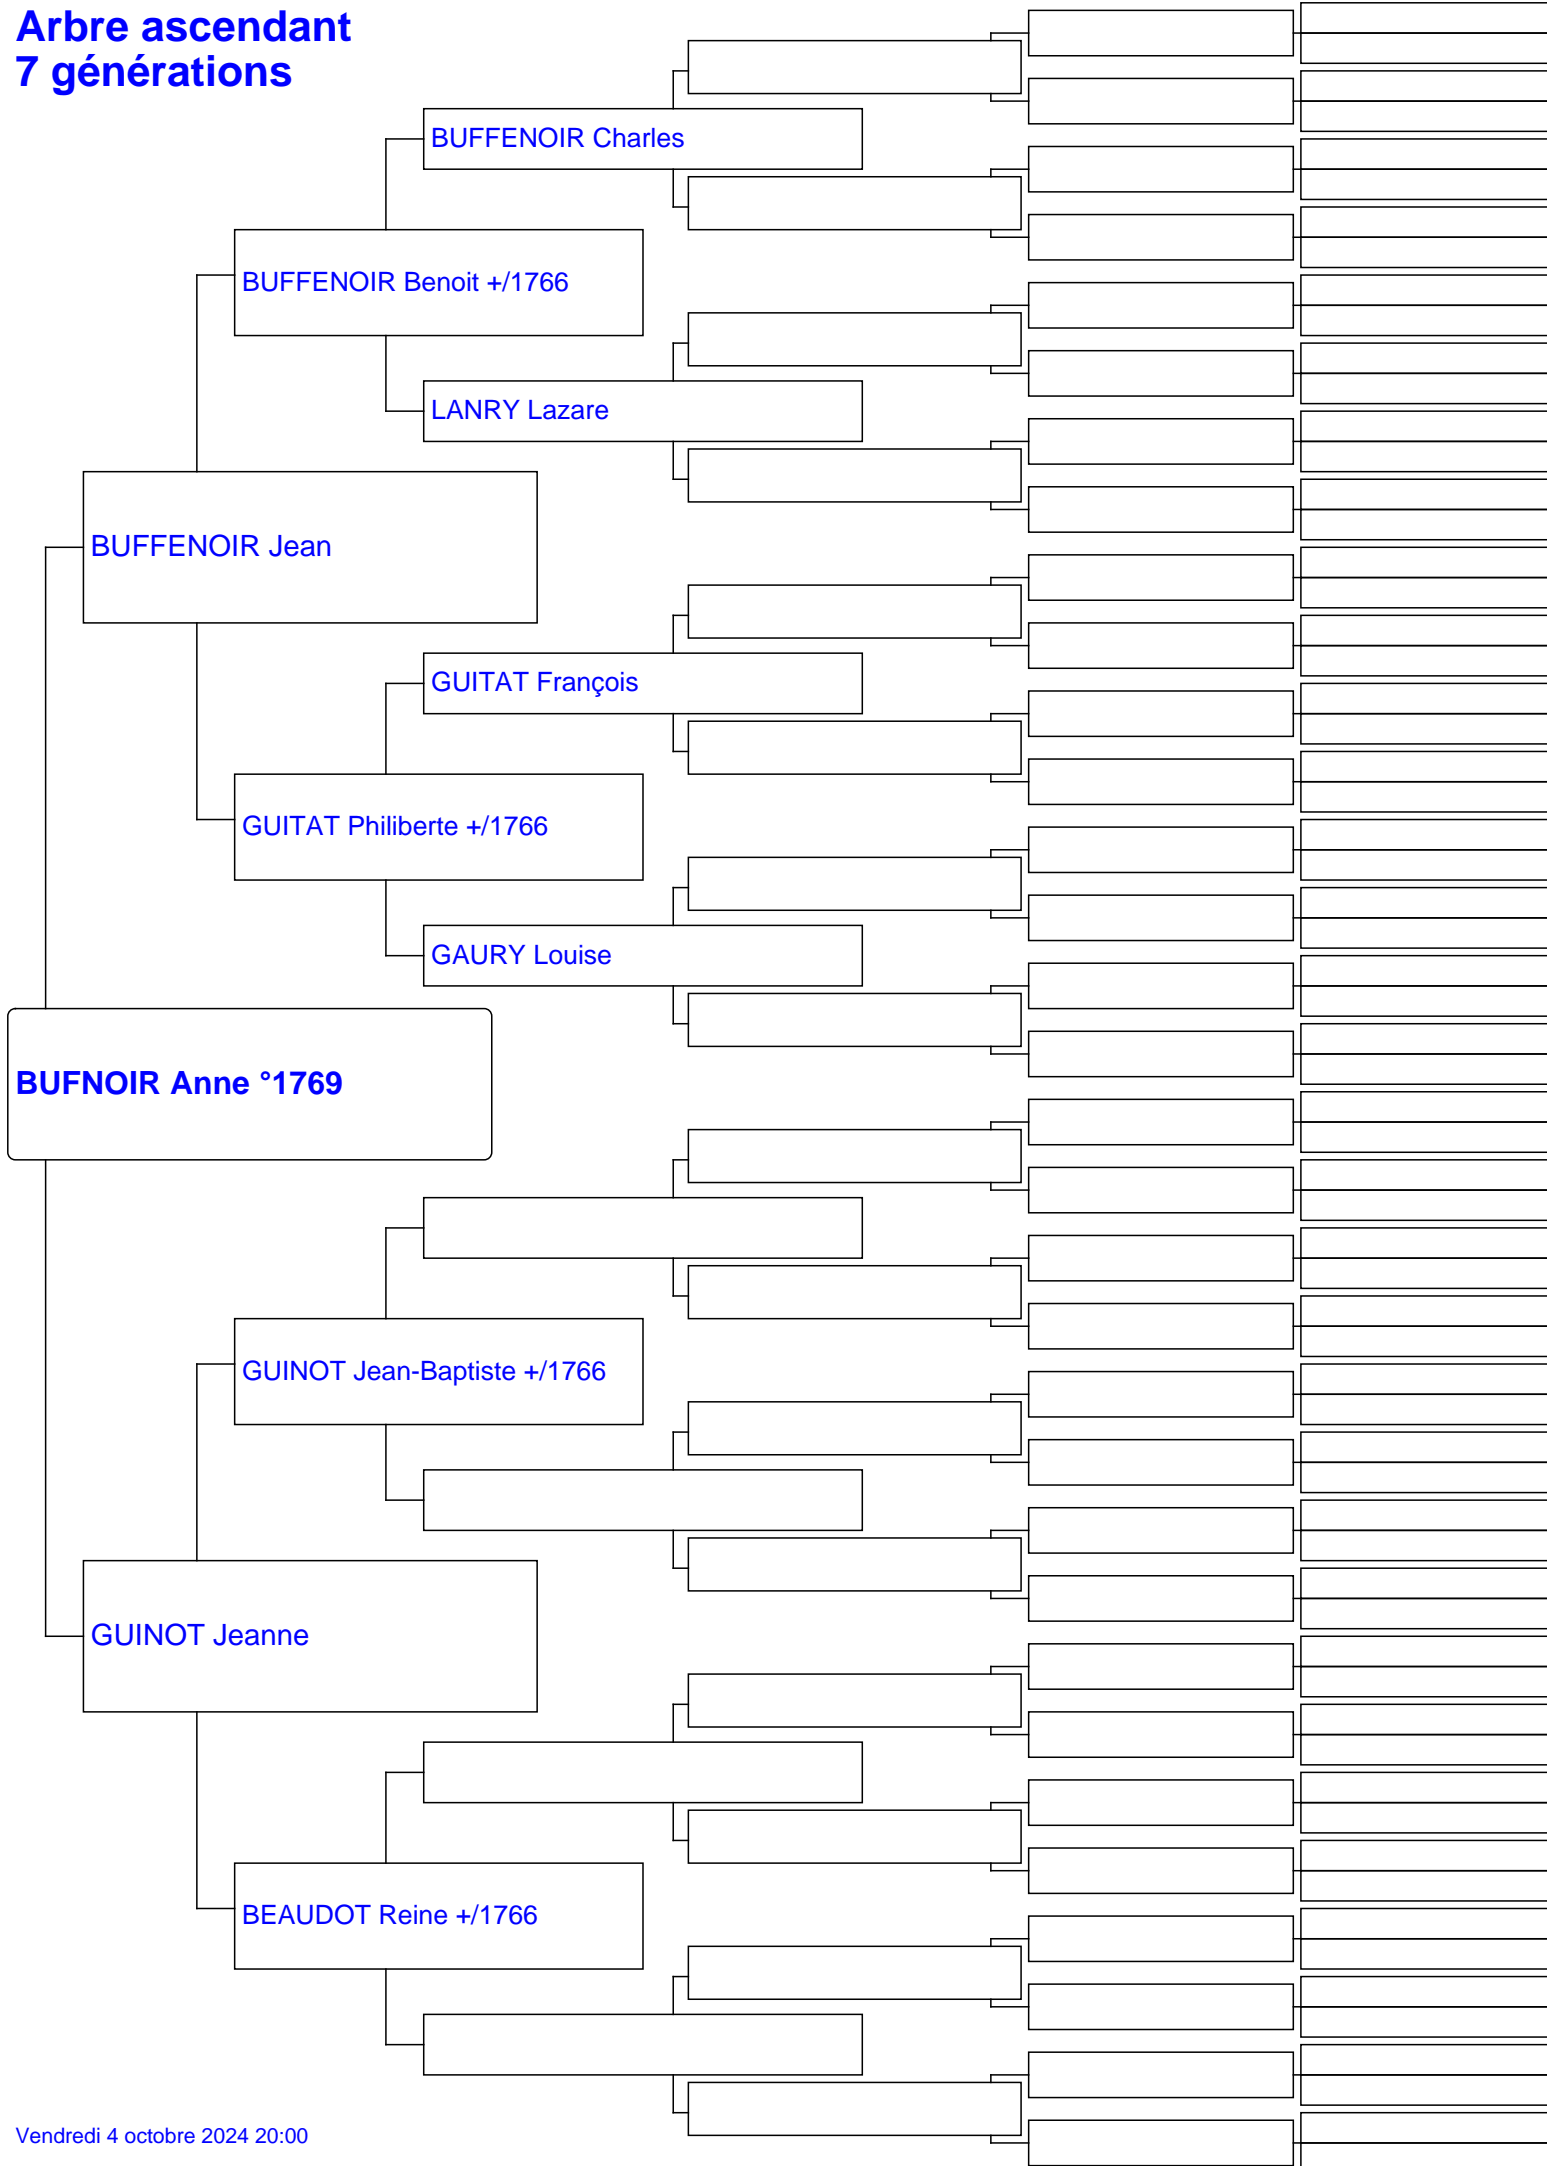 Arbre ascendant
7 générations
BUFFENOIR Charles
BUFFENOIR Benoit +/1766
LANRY Lazare
BUFFENOIR Jean
GUITAT François
GUITAT Philiberte +/1766
GAURY Louise
BUFNOIR Anne °1769
GUINOT Jean-Baptiste +/1766
GUINOT Jeanne
BEAUDOT Reine +/1766
Vendredi 4 octobre 2024 20:00